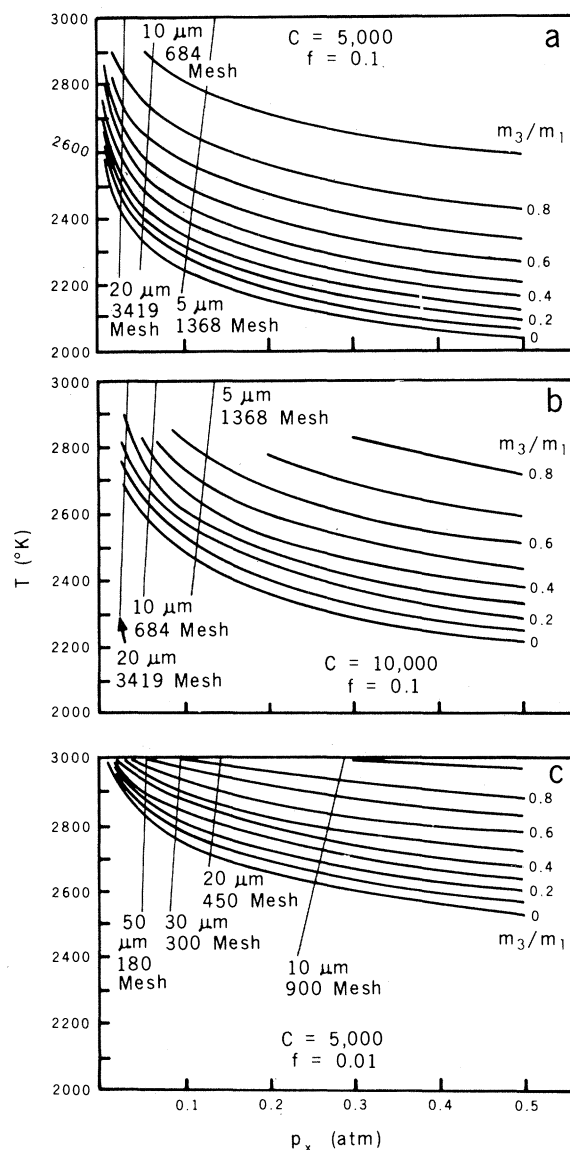 a
C = 5,000
f = 0.1
10 µm
684
Mesh
m3/m1
3000
2800
2600
2400
2200
2000
0.8
0.6
0.4
0.2
0
20 µm
3419
Mesh
5 µm
1368 Mesh
b
3000
2800
2600
2400
2200
2000
5 µm
1368 Mesh
m3/m1
0.8
0.6
0.4
0.2
0
10 µm
684 Mesh
20 µm
3419 Mesh
C = 10,000
f = 0.1
T (°K)
c
3000
2800
2600
2400
2200
2000
0.8
0.6
0.4
0.2
0
m3/m1
20 µm
450 Mesh
50
µm
180
Mesh
30 µm
300 Mesh
10 µm
900 Mesh
C = 5,000
f = 0.01
0.1
0.2
0.3
0.4
0.5
px (atm)